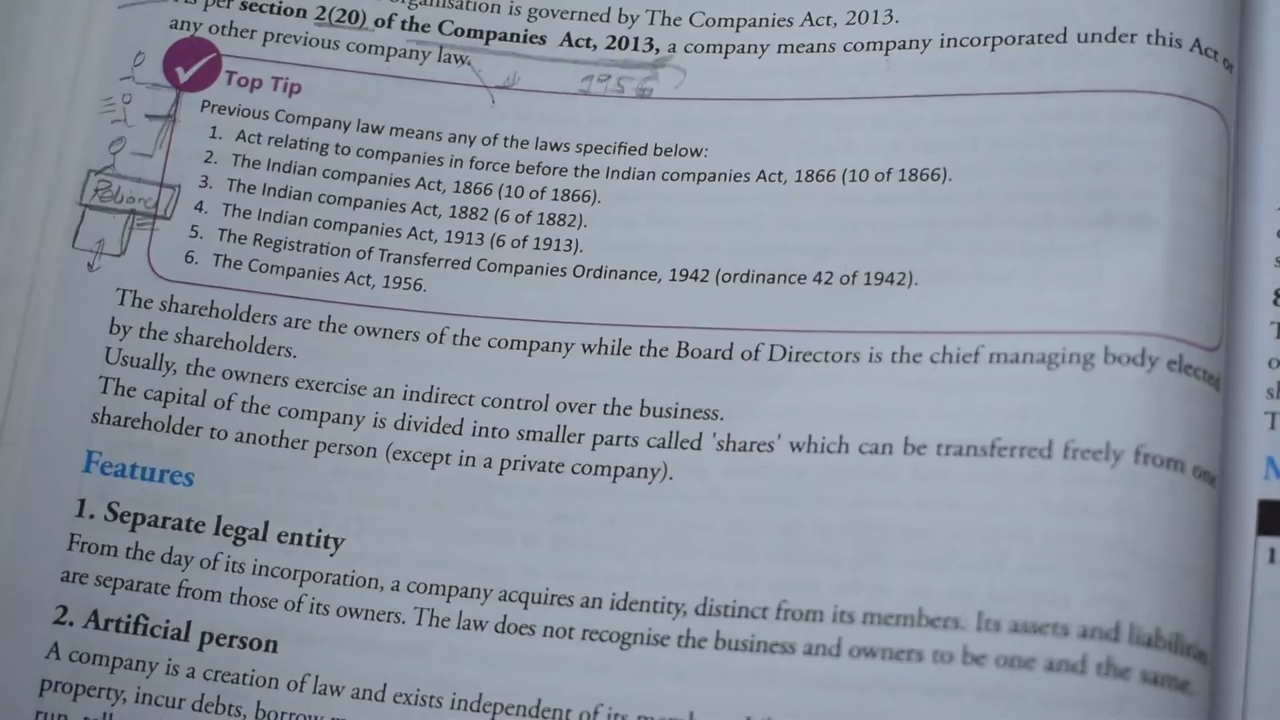 per section 2(20) of the Companies Act, 2013, a company means company incorporated under this Act or
is governed by The Companies Act, 2013.
any other previous company law.
1956
Top Tip
Previous Company law means any of the laws specified below:
1. Act relating to companies in force before the Indian companies Act, 1866 (10 of 1866).
2. The Indian companies Act, 1866 (10 of 1866).
3. The Indian companies Act, 1882 (6 of 1882).
4. The Indian companies Act, 1913 (6 of 1913).
5. The Registration of Transferred Companies Ordinance, 1942 (ordinance 42 of 1942).
6. The Companies Act, 1956.
The shareholders are the owners of the company while the Board of Directors is the chief managing body elected
by the shareholders.
Usually, the owners exercise an indirect control over the business.
The capital of the company is divided into smaller parts called 'shares' which can be transferred freely from one
shareholder to another person (except in a private company).
Features
1. Separate legal entity
From the day of its incorporation, a company acquires an identity, distinct from its members. Its assets and liabilities
are separate from those of its owners. The law does not recognise the business and owners to be one and the same.
2. Artificial person
A company is a creation of law and exists independent of its
property, incur debts, borrow